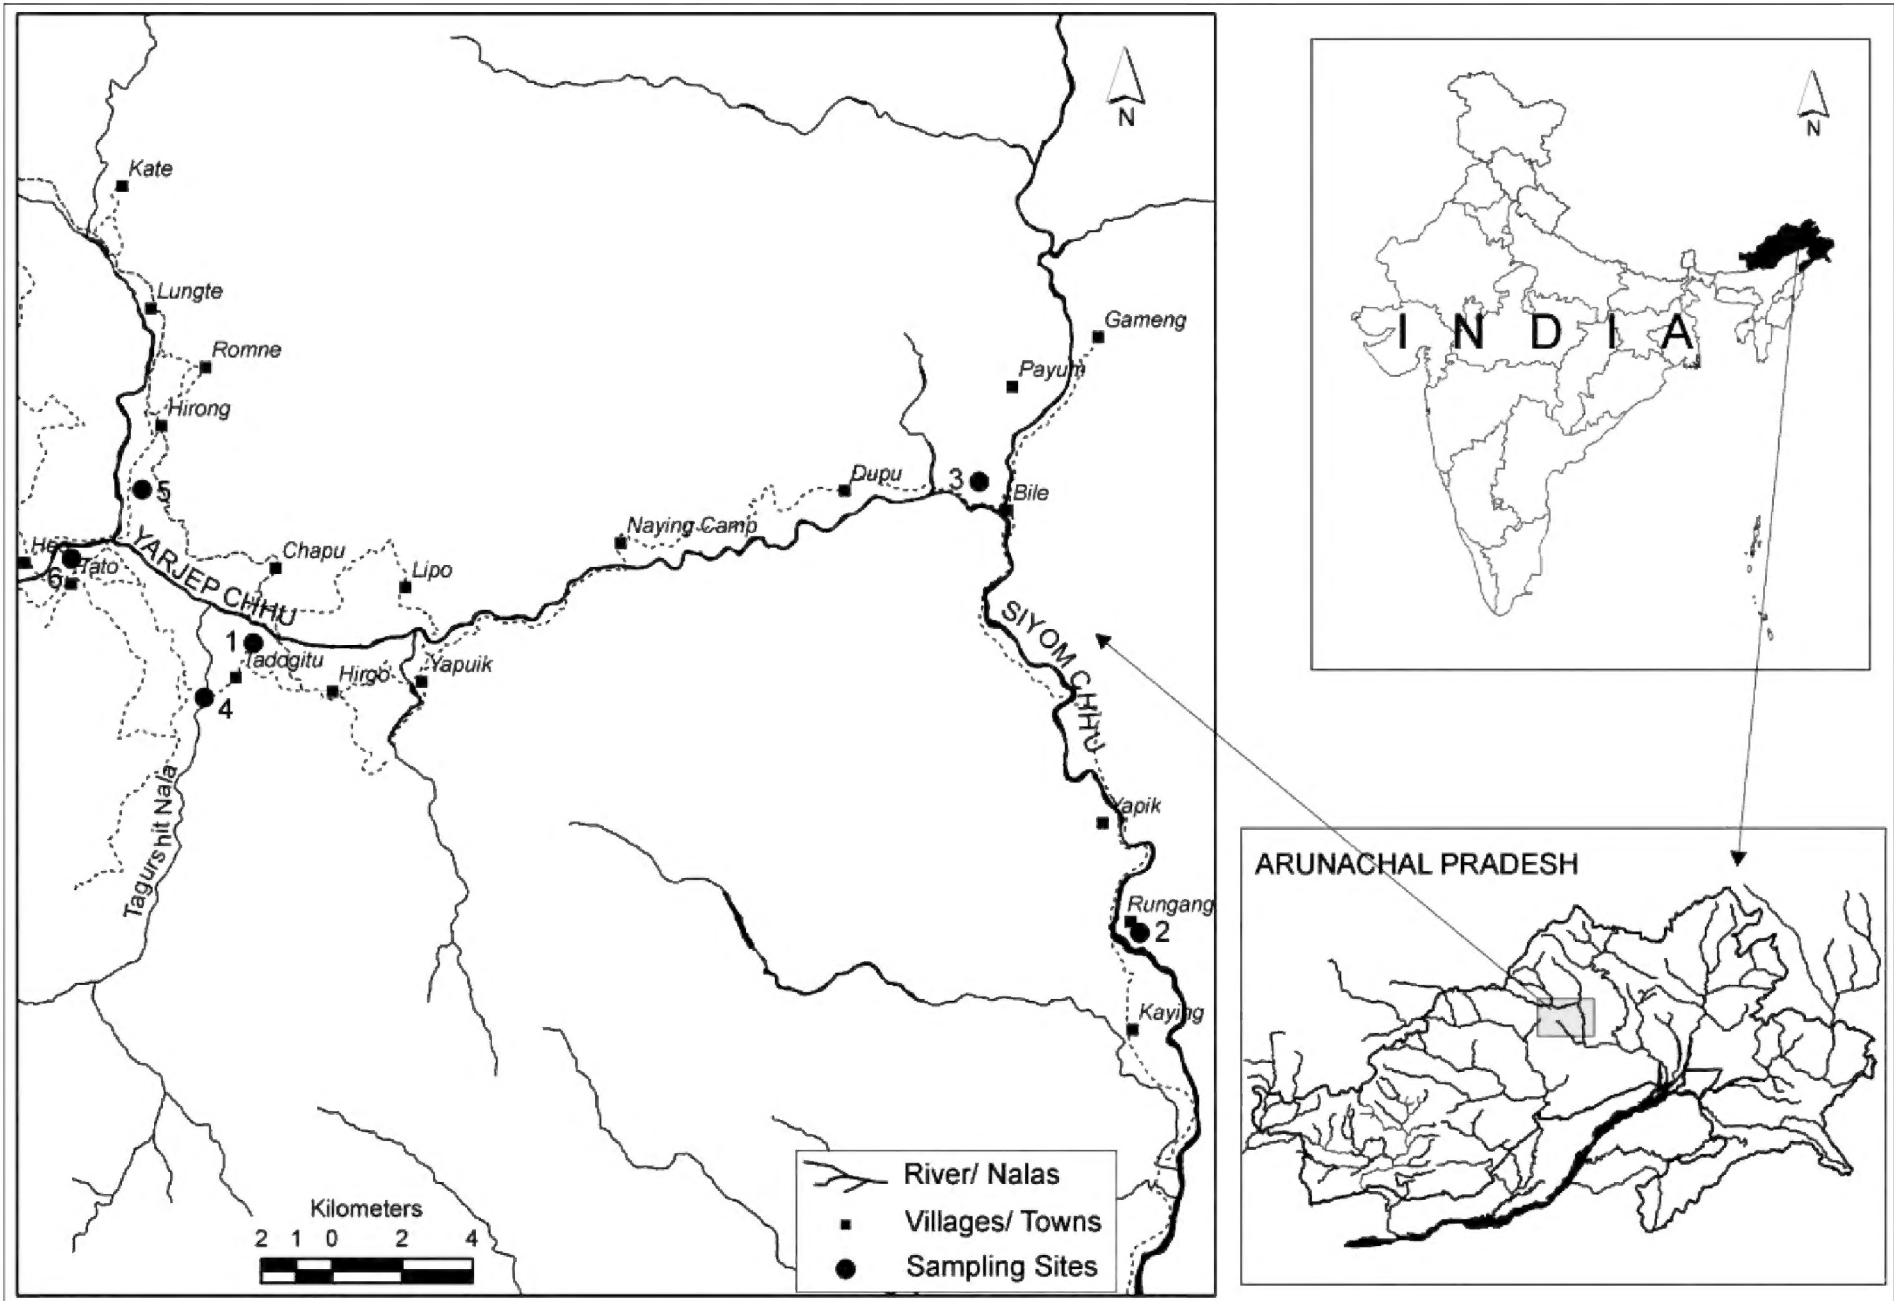 N
Kate
Lungte
Romne
Hirong
Gameng
Payum
5
3
Dupu
Bile
Naying Camp
YARJEP CHHU
Chapu
Lipo
Tato
6
1
Tadogitu
Hirgo
Yapuik
4
SIYOM CHHU
Tagurshit Nala
Yapik
Rungang
2
Kaying
Kilometers
2 1 0 2 4
River/ Nalas
Villages/ Towns
Sampling Sites
N
INDIA
ARUNACHAL PRADESH